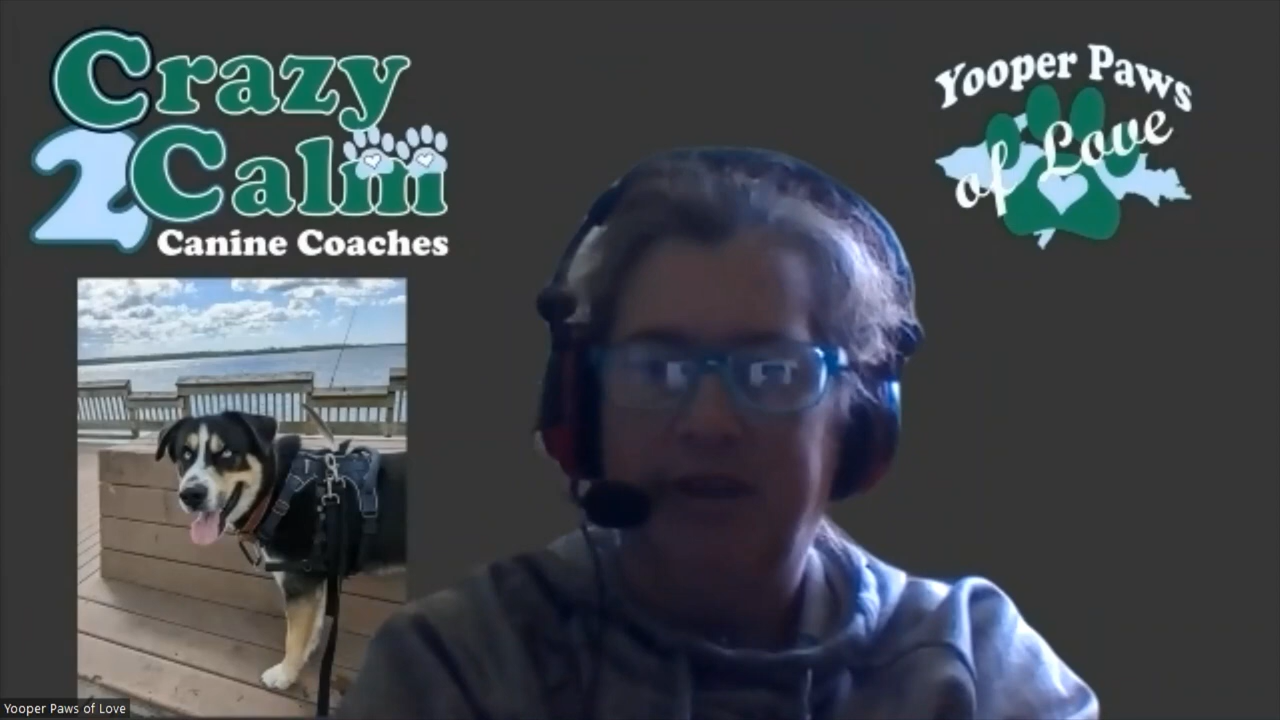 Crazy
2 Calm
Canine Coaches
Yooper Paws
of Love
Yooper Paws of Love